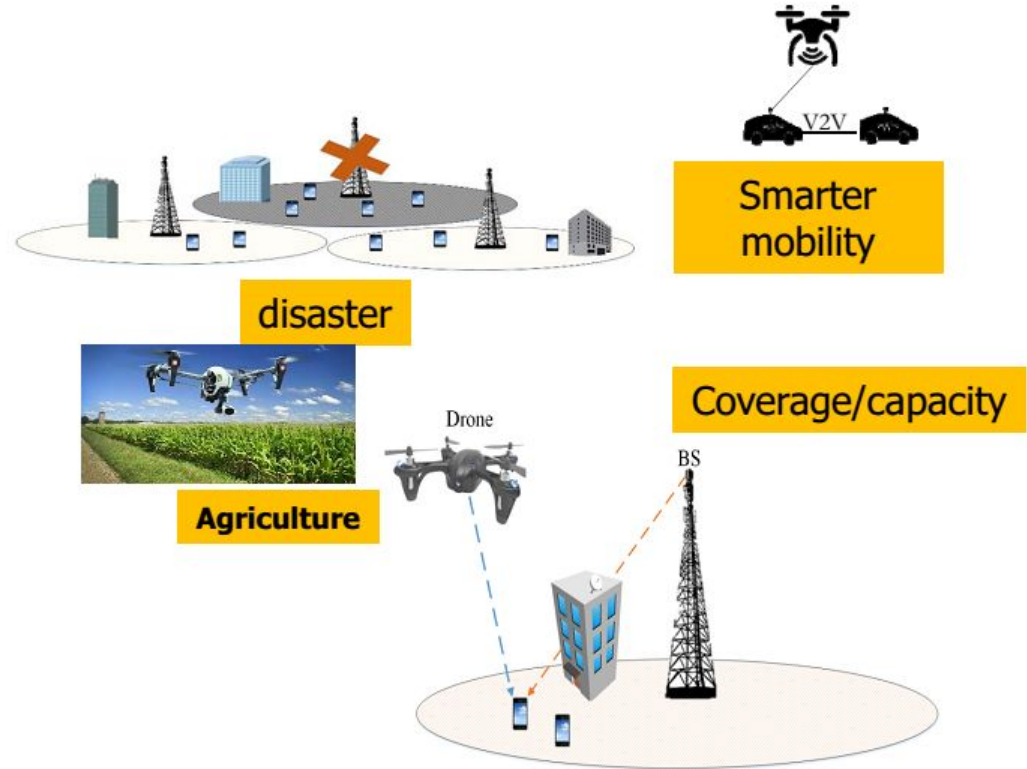 V2V
Smarter
mobility
disaster
Coverage/capacity
Drone
BS
Agriculture